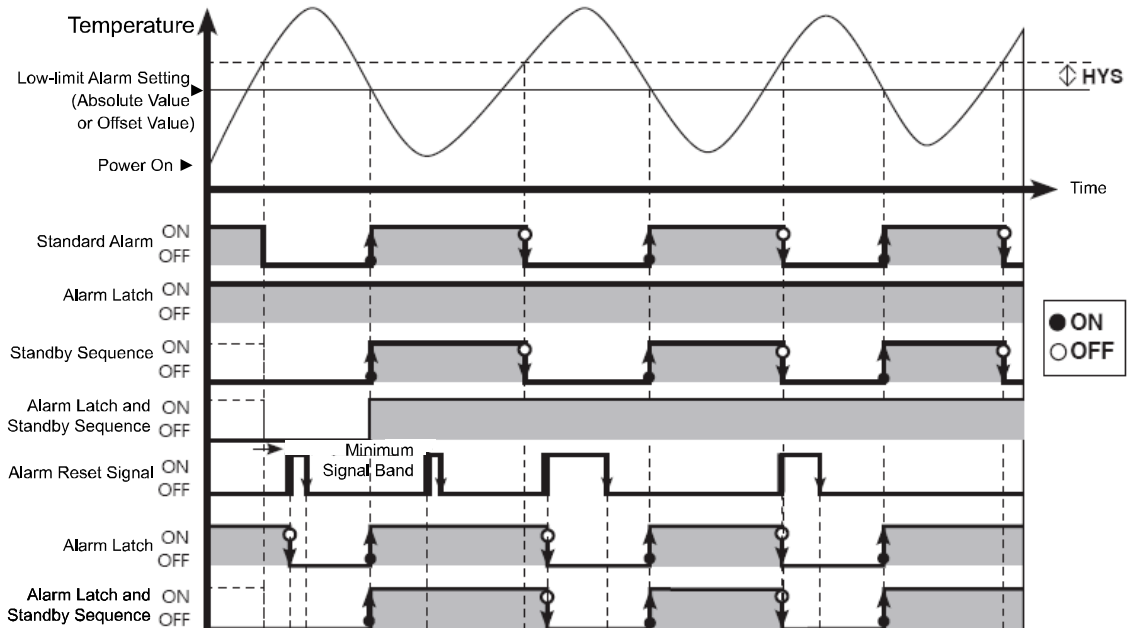 Temperature
Low-limit Alarm Setting
(Absolute Value
or Offset Value)
HYS
Power On
Time
Standard Alarm ON
OFF
Alarm Latch ON
OFF
Standby Sequence ON
OFF
Alarm Latch and
Standby Sequence ON
OFF
Minimum
Signal Band
Alarm Reset Signal ON
OFF
Alarm Latch ON
OFF
Alarm Latch and
Standby Sequence ON
OFF
ON
OFF